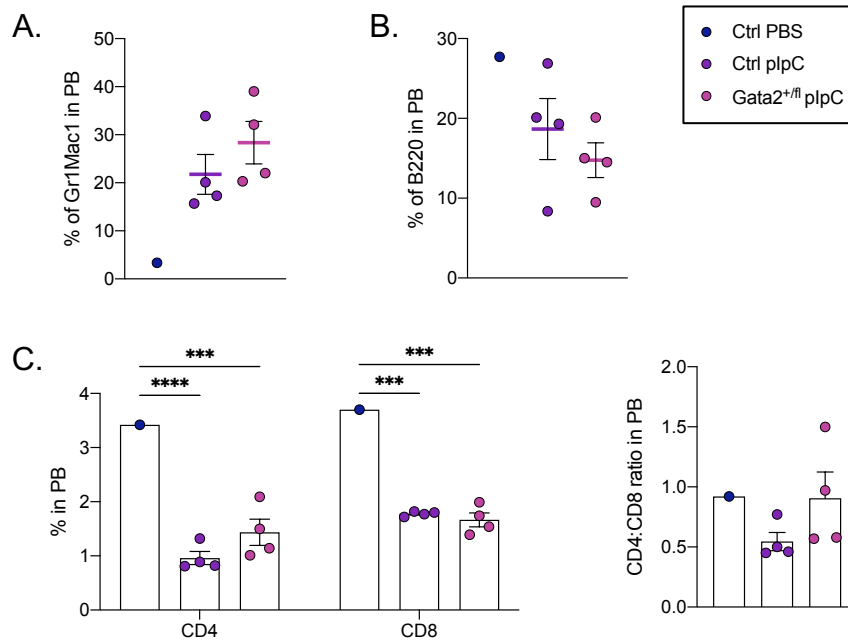 A.
% of Gr1Mac1 in PB
50
40
30
20
10
0
B.
% of B220 in PB
30
20
10
0
Ctrl PBS
Ctrl pIpC
Gata2+/fl pIpC
C.
% in PB
4
3
2
1
0
***
****
***
***
CD4
CD8
CD4:CD8 ratio in PB
2.0
1.5
1.0
0.5
0.0